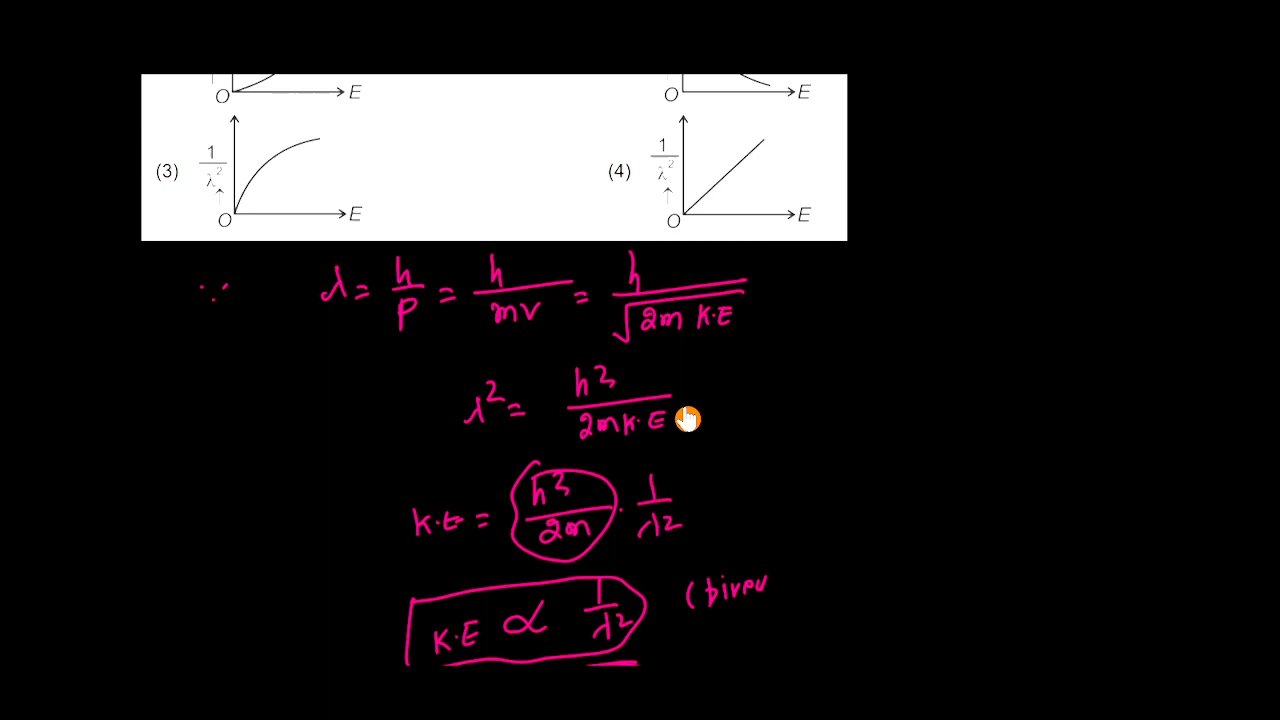 O E O E
(3) 1/λ² ↑ O E (4) 1/λ² ↑ O E
∵ λ = h/P = h/mv = h/√(2m K·E)
λ² = h²/2mK·E
K·E = h²/2m · 1/λ²
K·E ∝ 1/λ² (